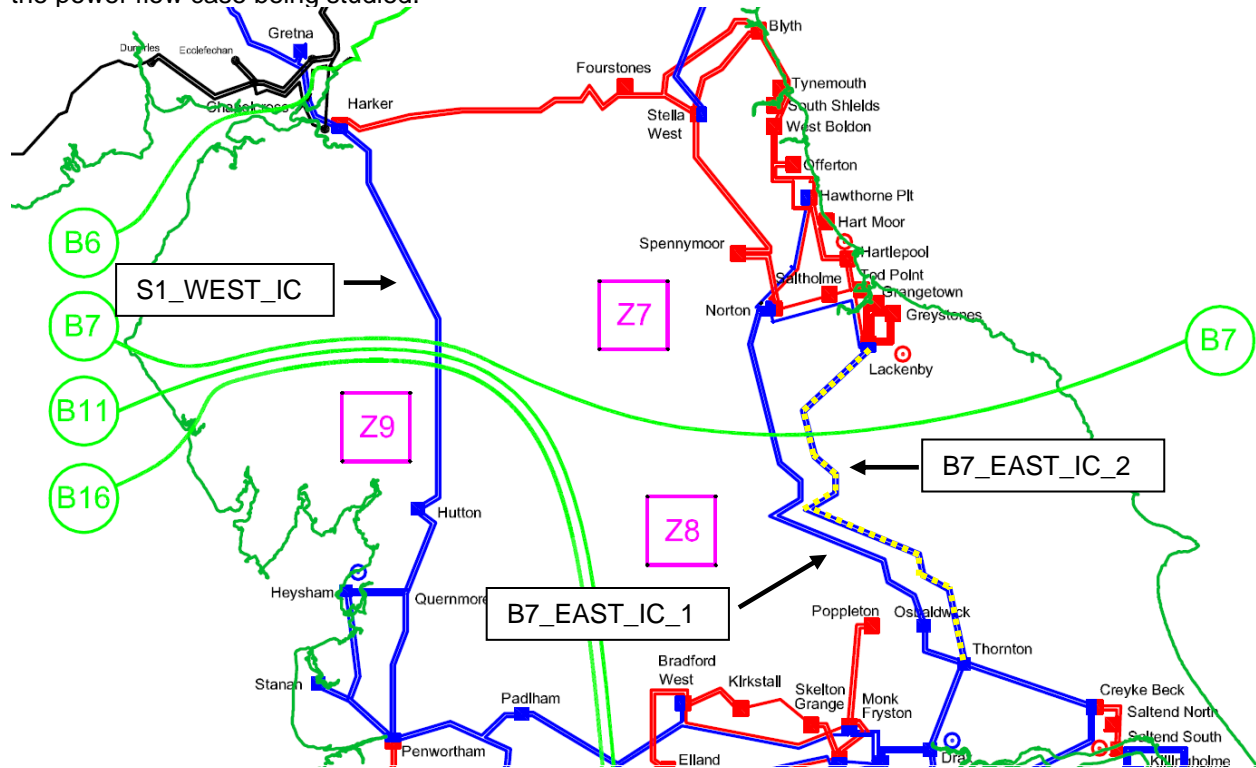 the power flow case being studied.
Blyth
Gretna
Dumfries
Ecclefechan
Fourstones
Tynemouth
South Shields
Chapelcross
Harker
Stella
West
West Boldon
Offerton
Hawthorne Plt
Hart Moor
B6
Spennymoor
Hartlepool
S1_WEST_IC
Saltholme
Tod Point
Grangetown
Z7
Norton
Greystones
B7
B7
Lackenby
B11
Z9
B7_EAST_IC_2
B16
Hutton
Z8
Heysham
Quernmore
B7_EAST_IC_1
Poppleton
Osbaldwick
Thornton
Bradford
West
Kirkstall
Skelton
Grange
Monk
Fryston
Stanah
Padiham
Creyke Beck
Saltend North
Saltend South
Penwortham
Elland
Dra
Killingholme